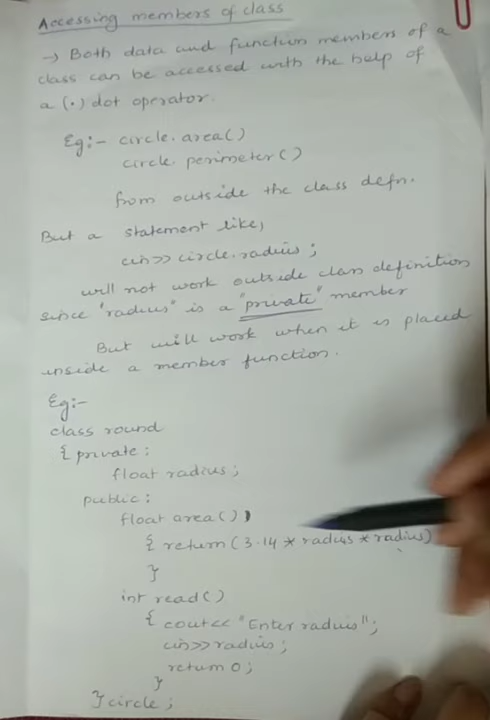 Accessing members of class
→ Both data and function members of a
class can be accessed with the help of
a (.) dot operator.
Eg:- circle.area()
circle.perimeter()
from outside the class defn.
But a statement like,
cin>>circle.radius;
will not work outside class definition
since "radius" is a "private" member
But will work when it is placed
inside a member function.
Eg:-
class round
{ private:
float radius;
public:
float area()
{ return(3.14 * radius * radius)
}
int read()
{ cout<< "Enter radius";
cin>>radius;
return 0;
}
} circle;